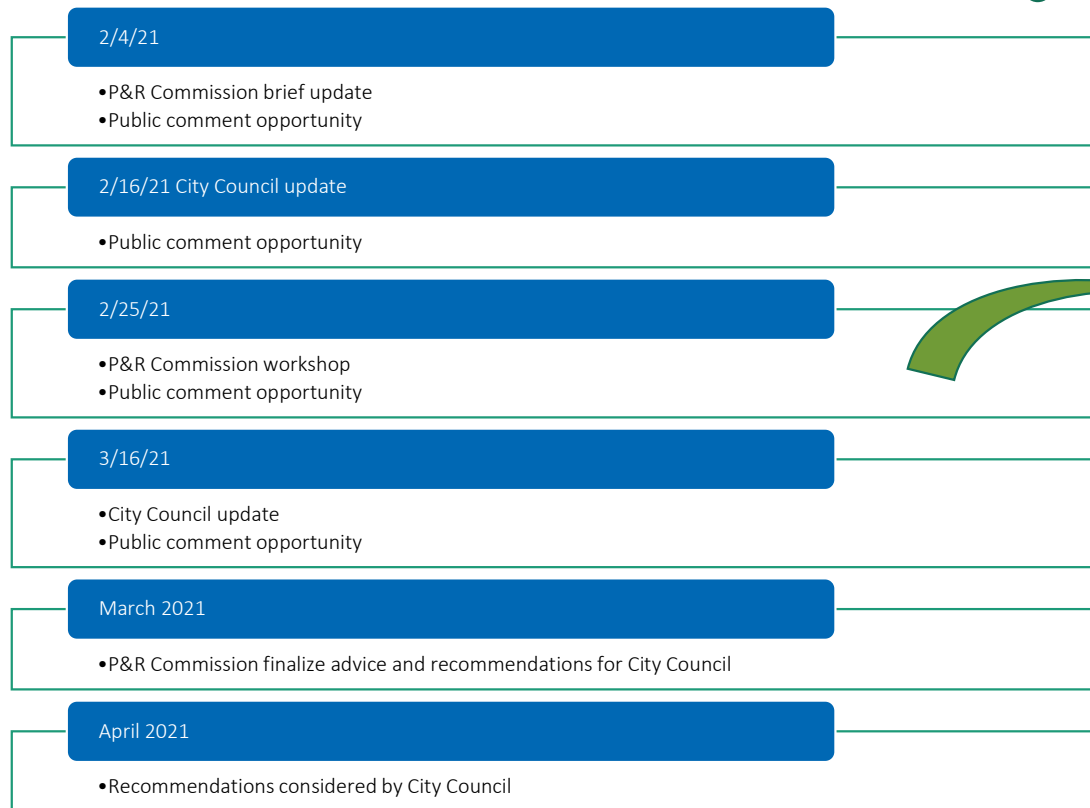 2/4/21
•P&R Commission brief update
•Public comment opportunity
2/16/21 City Council update
•Public comment opportunity
2/25/21
•P&R Commission workshop
•Public comment opportunity
3/16/21
•City Council update
•Public comment opportunity
March 2021
•P&R Commission finalize advice and recommendations for City Council
April 2021
•Recommendations considered by City Council